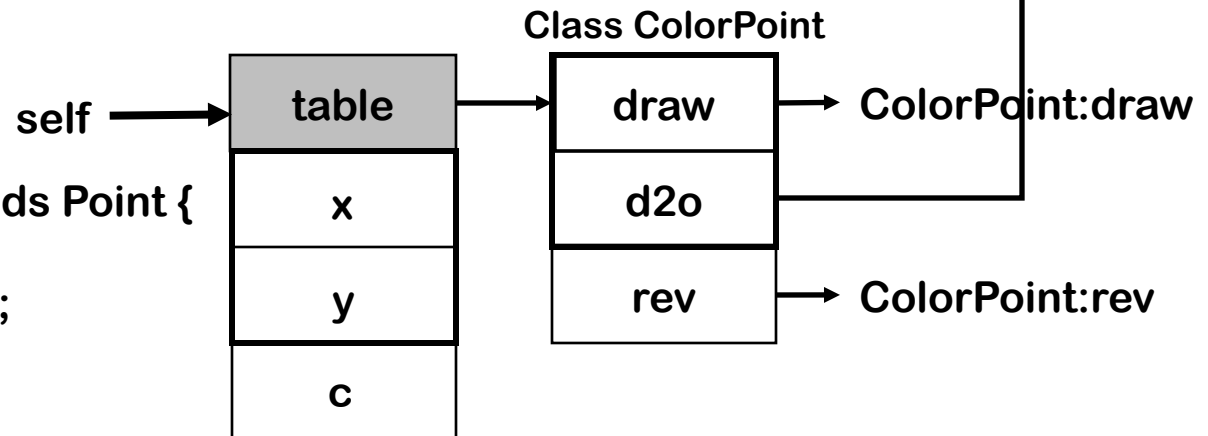 Class ColorPoint
self
table
draw
ColorPoint:draw
ds Point {
x
d2o
;
y
rev
ColorPoint:rev
c